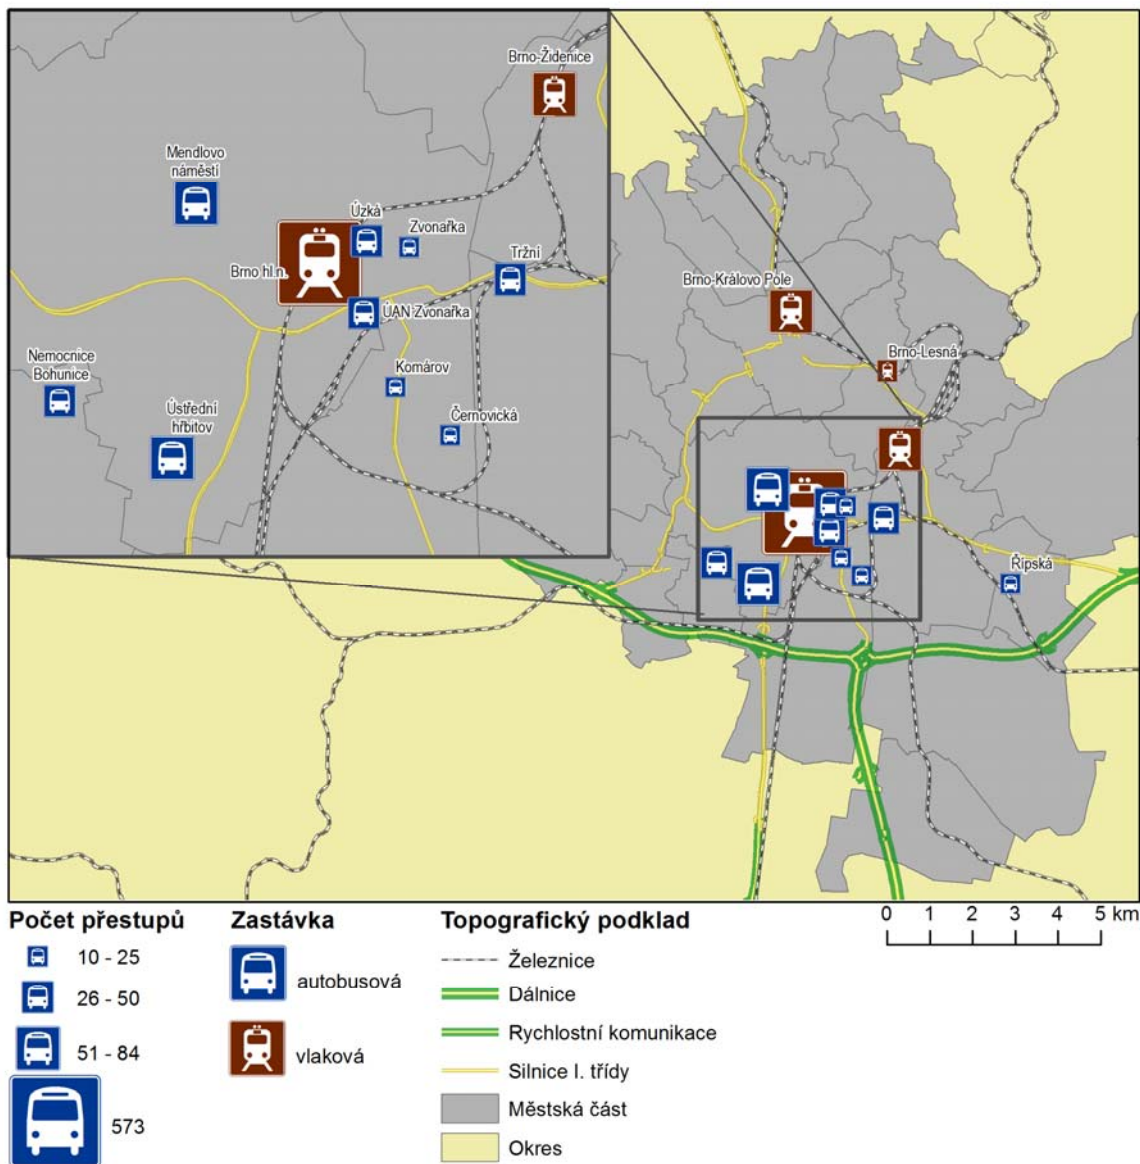 Brno-Židenice
Mendlovo
náměstí
Úzká
Zvonařka
Brno hl.n.
Tržní
ÚAN Zvonařka
Nemocnice
Bohunice
Komárov
Ústřední
hřbitov
Černovická
Brno-Královo Pole
Brno-Lesná
Řípská
Počet přestupů
10 - 25
26 - 50
51 - 84
573
Zastávka
autobusová
vlaková
Topografický podklad
Železnice
Dálnice
Rychlostní komunikace
Silnice I. třídy
Městská část
Okres
0 1 2 3 4 5 km